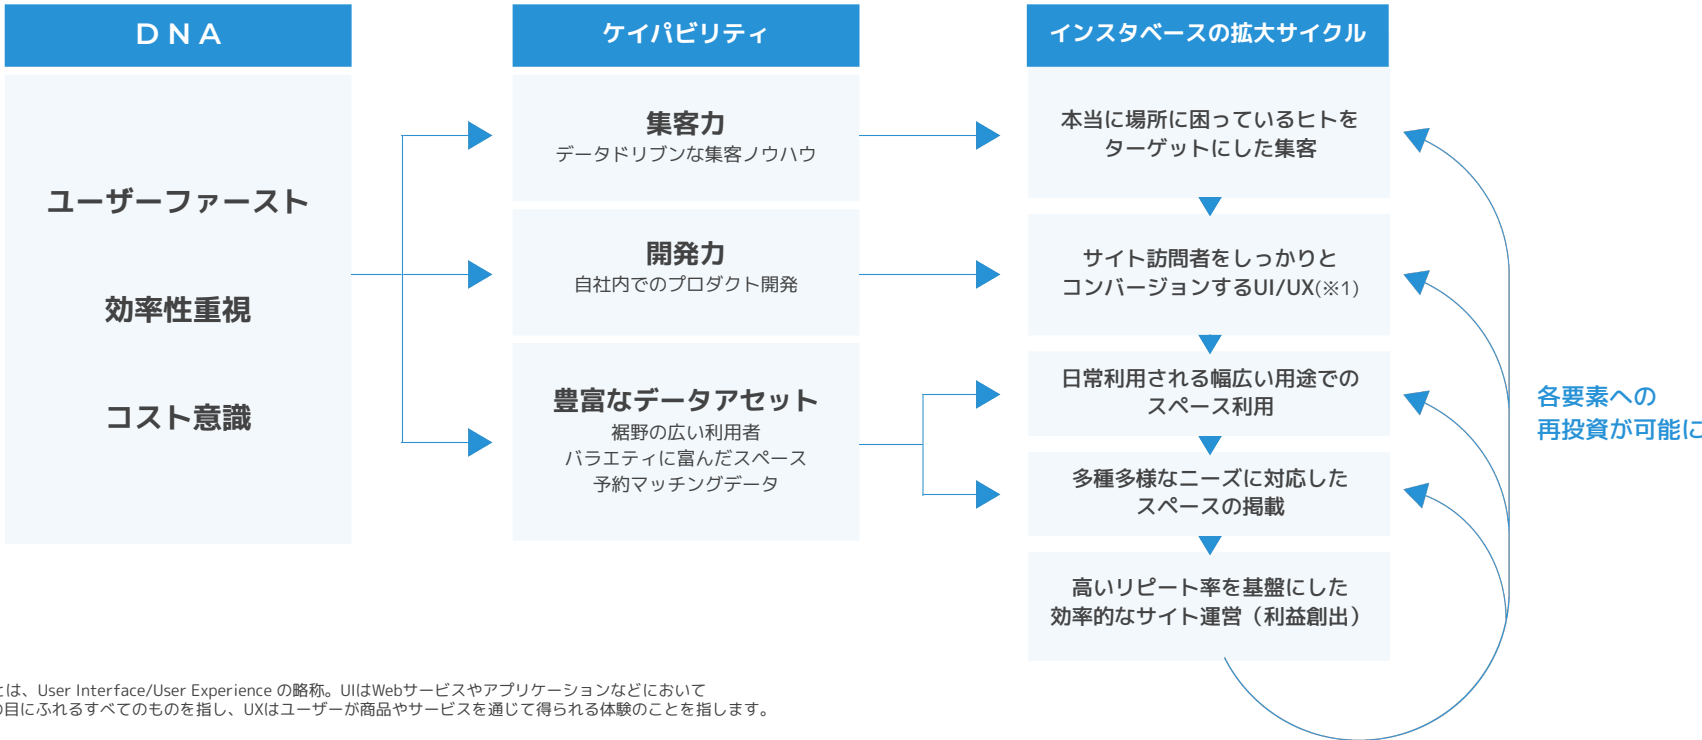 DNA
ユーザーファースト
効率性重視
コスト意識
ケイパビリティ
集客力
データドリブンな集客ノウハウ
開発力
自社内でのプロダクト開発
豊富なデータアセット
裾野の広い利用者
バラエティに富んだスペース
予約マッチングデータ
インスタベースの拡大サイクル
本当に場所に困っているヒトを
ターゲットにした集客
サイト訪問者をしっかりと
コンバージョンするUI/UX(※1)
日常利用される幅広い用途での
スペース利用
多種多様なニーズに対応した
スペースの掲載
高いリピート率を基盤にした
効率的なサイト運営（利益創出）
各要素への
再投資が可能に
とは、User Interface/User Experience の略称。UIはWebサービスやアプリケーションなどにおいて
の目にふれるすべてのものを指し、UXはユーザーが商品やサービスを通じて得られる体験のことを指します。